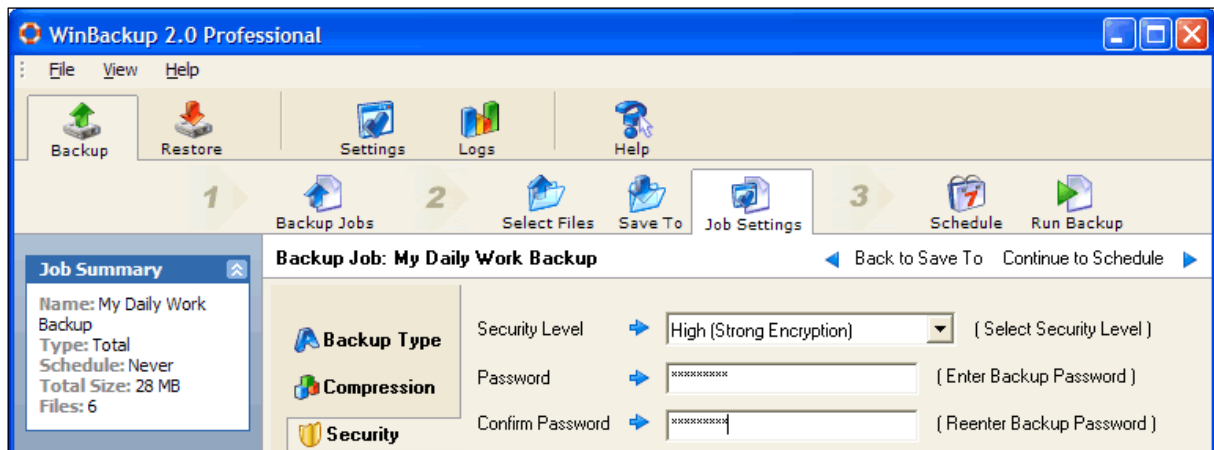 WinBackup 2.0 Professional
File View Help
Backup Restore Settings Logs Help
1 Backup Jobs 2 Select Files Save To Job Settings 3 Schedule Run Backup
Job Summary
Name: My Daily Work
Backup
Type: Total
Schedule: Never
Total Size: 28 MB
Files: 6
Backup Job: My Daily Work Backup Back to Save To Continue to Schedule
Backup Type
Compression
Security
Security Level High (Strong Encryption) ( Select Security Level )
Password ********* ( Enter Backup Password )
Confirm Password ********* ( Reenter Backup Password )